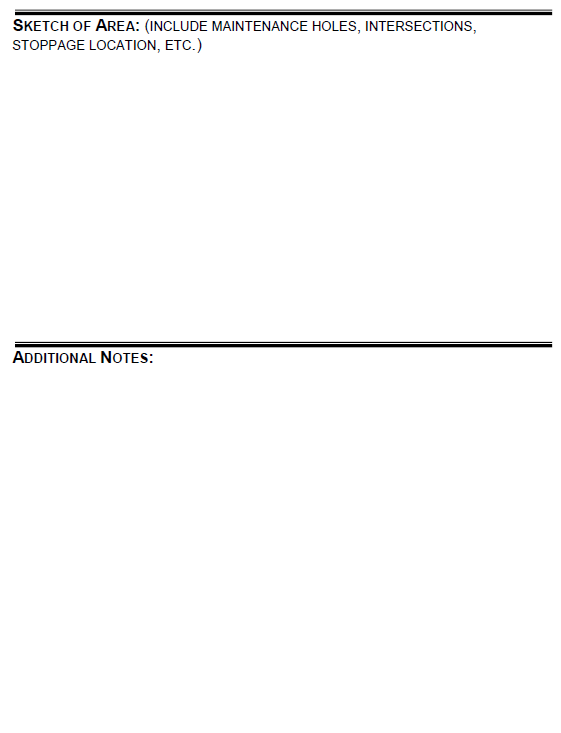 SKETCH OF AREA: (INCLUDE MAINTENANCE HOLES, INTERSECTIONS,
STOPPAGE LOCATION, ETC.)
ADDITIONAL NOTES: